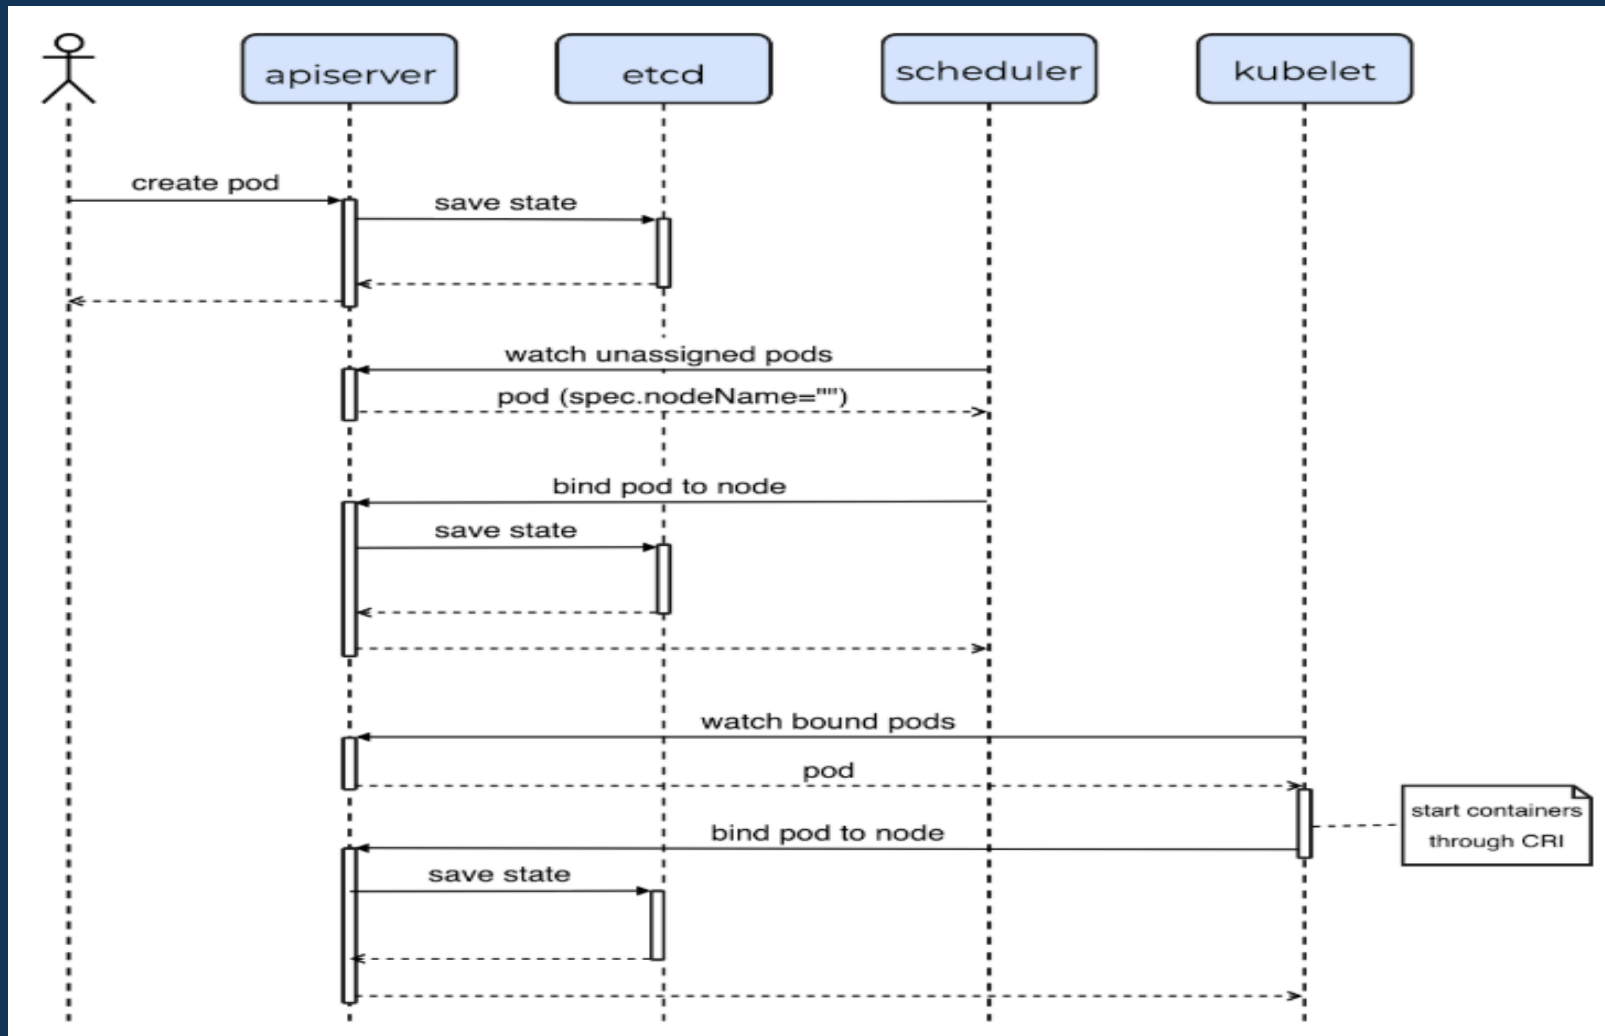 apiserver
etcd
scheduler
kubelet
create pod
save state
watch unassigned pods
pod (spec.nodeName="")
bind pod to node
save state
watch bound pods
pod
start containers
through CRI
bind pod to node
save state